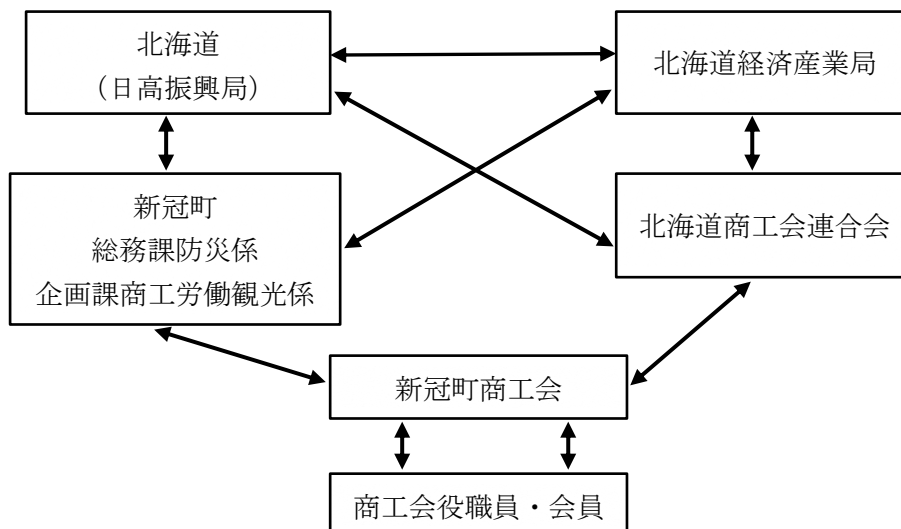 北海道
(日高振興局)
北海道経済産業局
新冠町
総務課防災係
企画課商工労働観光係
北海道商工会連合会
新冠町商工会
商工会役職員・会員